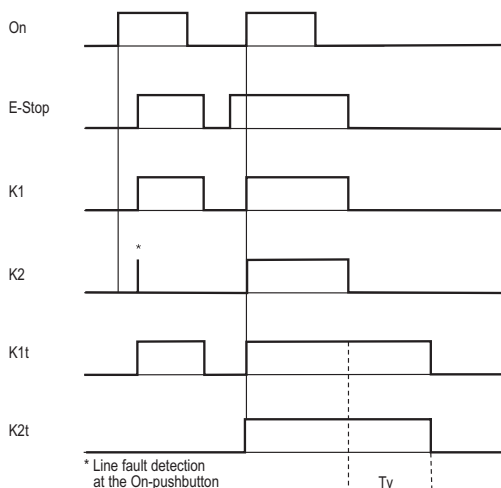 On
E-Stop
K1
*
K2
K1t
K2t
* Line fault detection
at the On-pushbutton
Tv